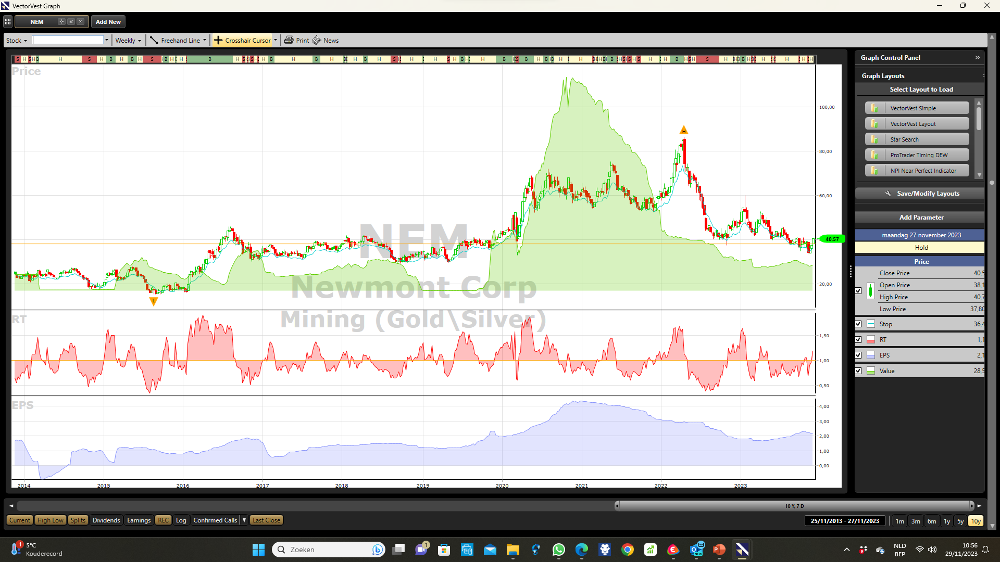 VectorVest Graph
NEM
Add New
Stock
Weekly
Freehand Line
Crosshair Cursor
Print
News
S H S H B H S H B H B H S H B H H B H S H S H B H B H H B H S H H S H B H H B S B H B H H H H B H B S H S H S H B H S H S H H B H H H S H
Price
NEM
Newmont Corp
Mining (Gold\Silver)
H
L
100,00
80,00
60,00
40,57
20,00
RT
1,50
1,00
0,50
EPS
4,00
3,00
2,00
1,00
0,00
2014 2015 2016 2017 2018 2019 2020 2021 2022 2023
Graph Control Panel
Graph Layouts
Select Layout to Load
VectorVest Simple
VectorVest Layout
Star Search
ProTrader Timing DEW
NPI Near Perfect Indicator
Save/Modify Layouts
Add Parameter
maandag 27 november 2023
Hold
Price
Close Price 40,5
Open Price 38,1
High Price 40,7
Low Price 37,80
Stop 36,4
RT 1,1
EPS 2,1
Value 28,5
10 Y, 7 D
Current
High Low
Splits
Dividends
Earnings
REC
Log
Confirmed Calls
Last Close
25/11/2013 - 27/11/2023
1m
3m
6m
1y
5y
10y
1
5°C
Kouderecord
Zoeken
1
NEW
NLD
BEP
10:56
29/11/2023